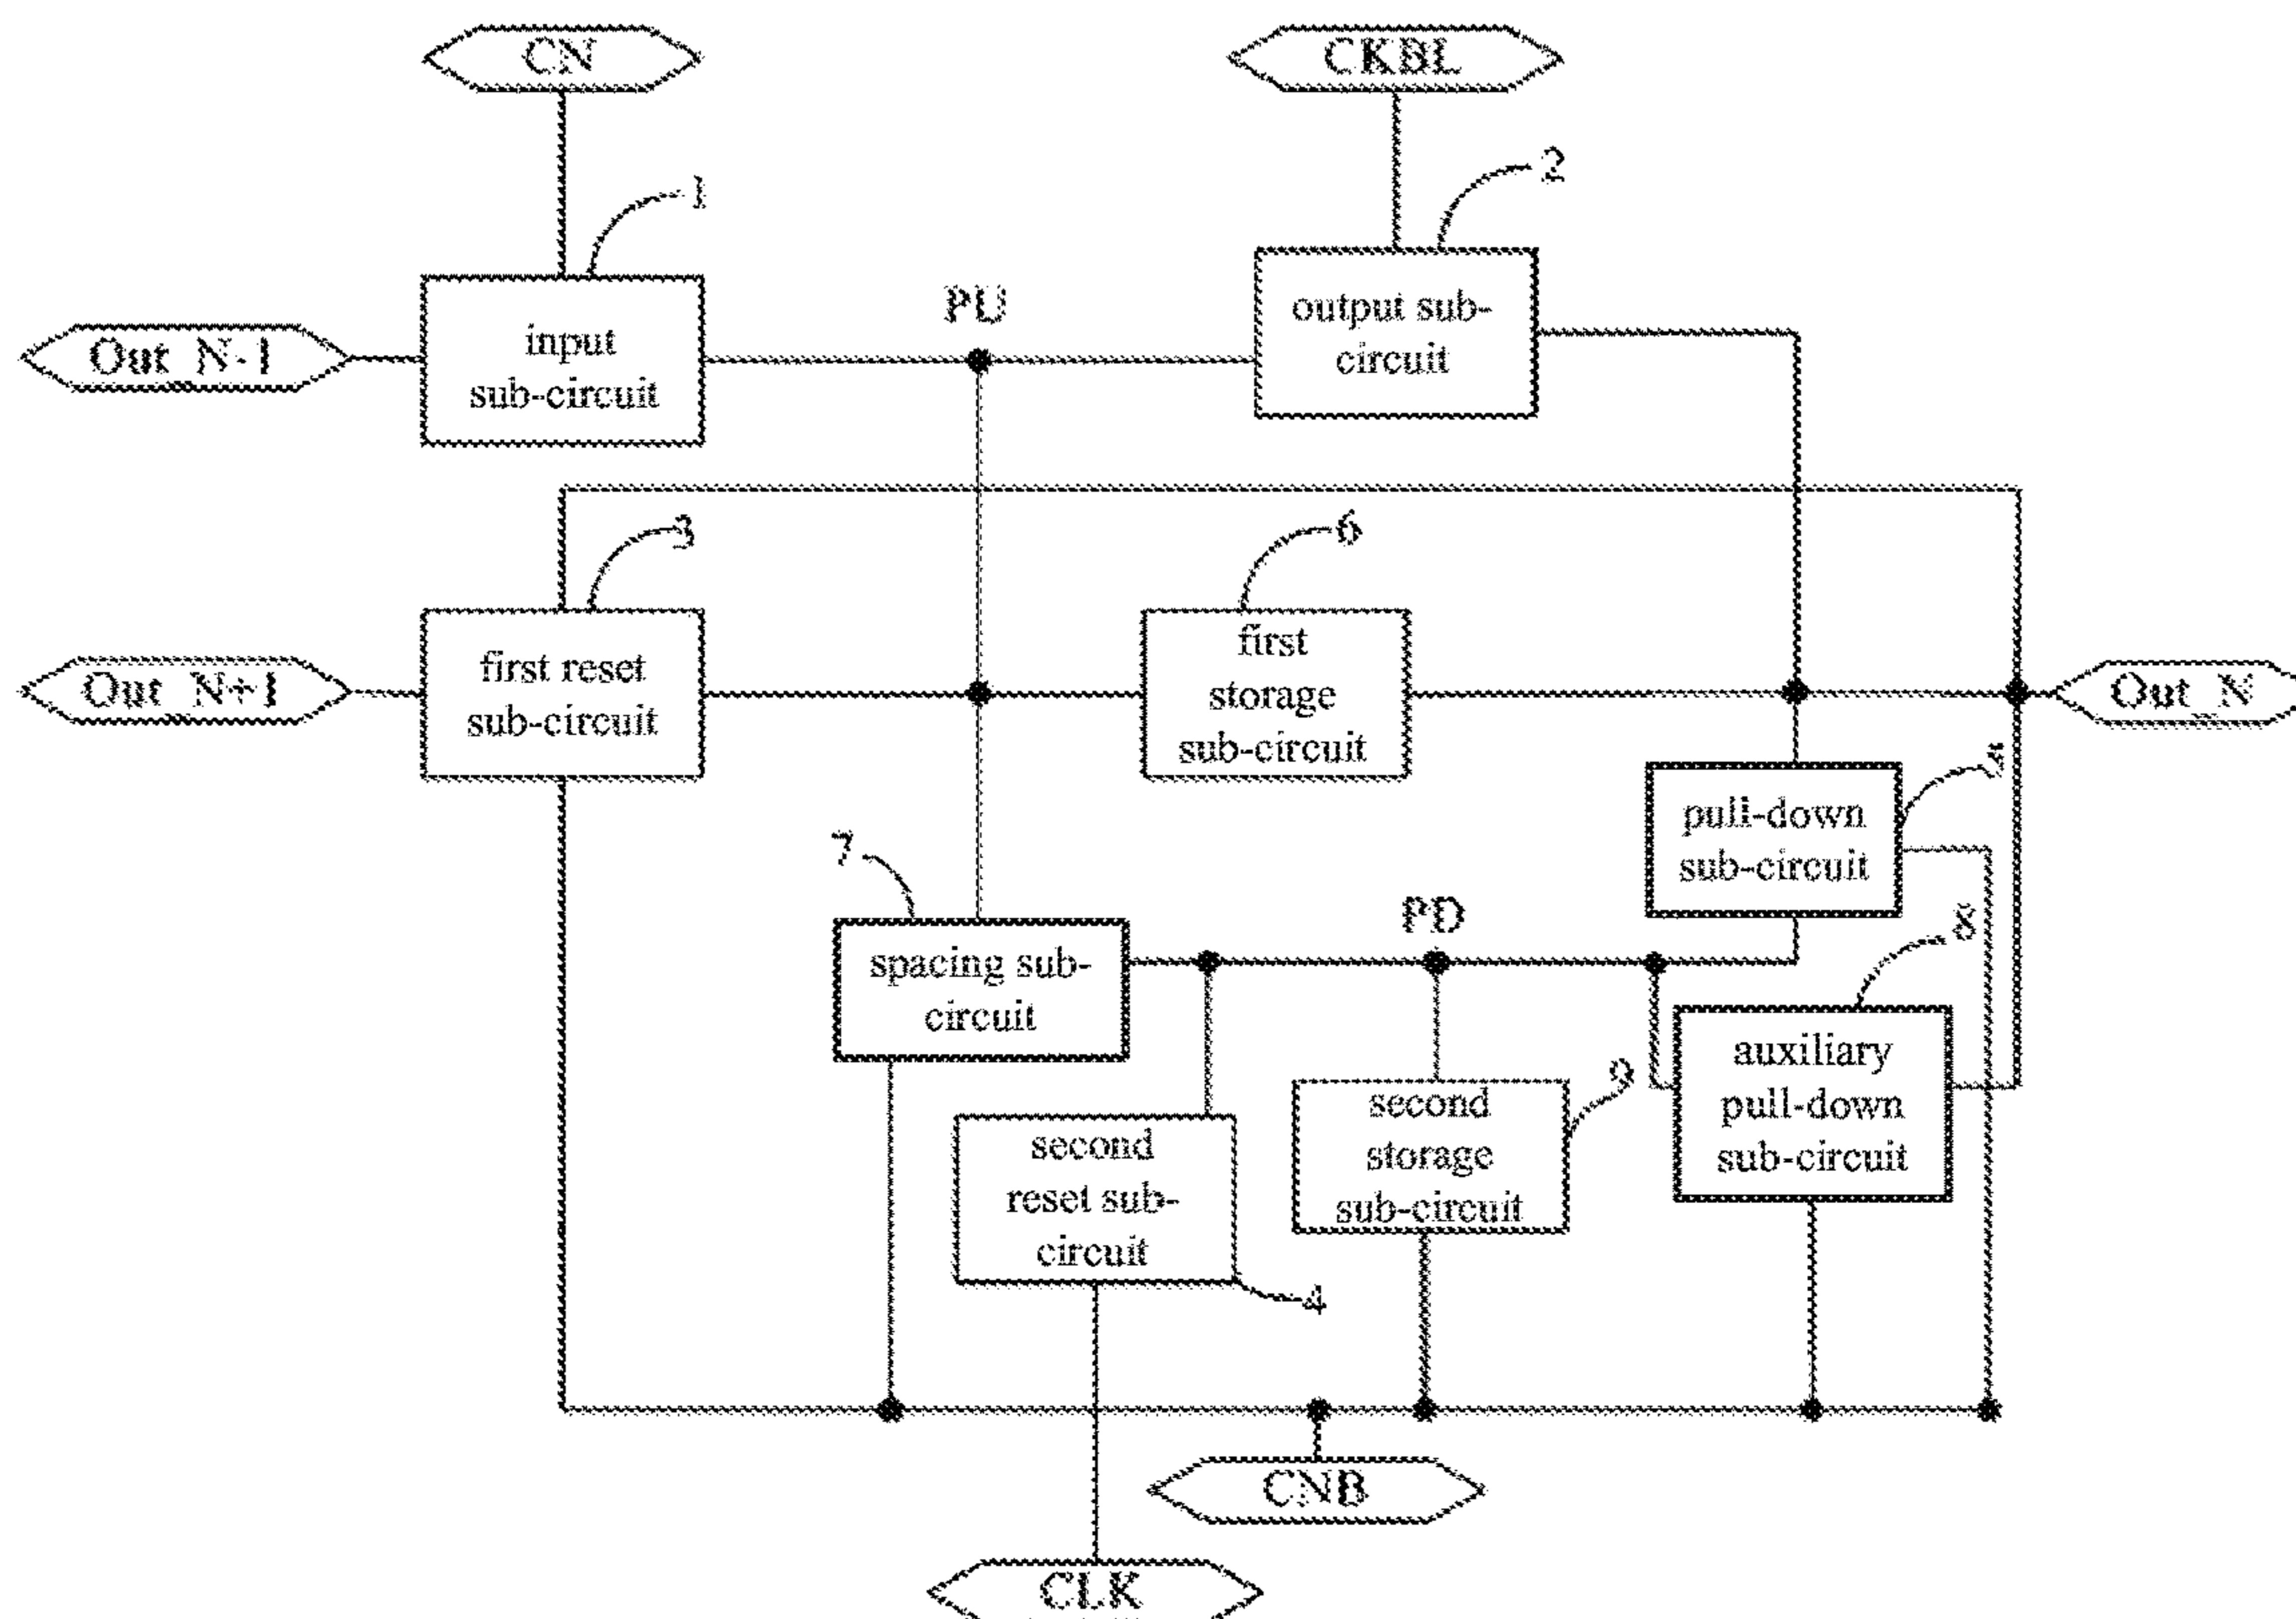 CN
CKBL
1
2
PU
input
sub-circuit
output sub-
circuit
Out_N-1
3
6
first reset
sub-circuit
first
storage
sub-circuit
Out_N+1
Out_N
5
pull-down
sub-circuit
7
PD
8
spacing sub-
circuit
auxiliary
pull-down
sub-circuit
9
second
storage
sub-circuit
second
reset sub-
circuit
4
CNB
CLK